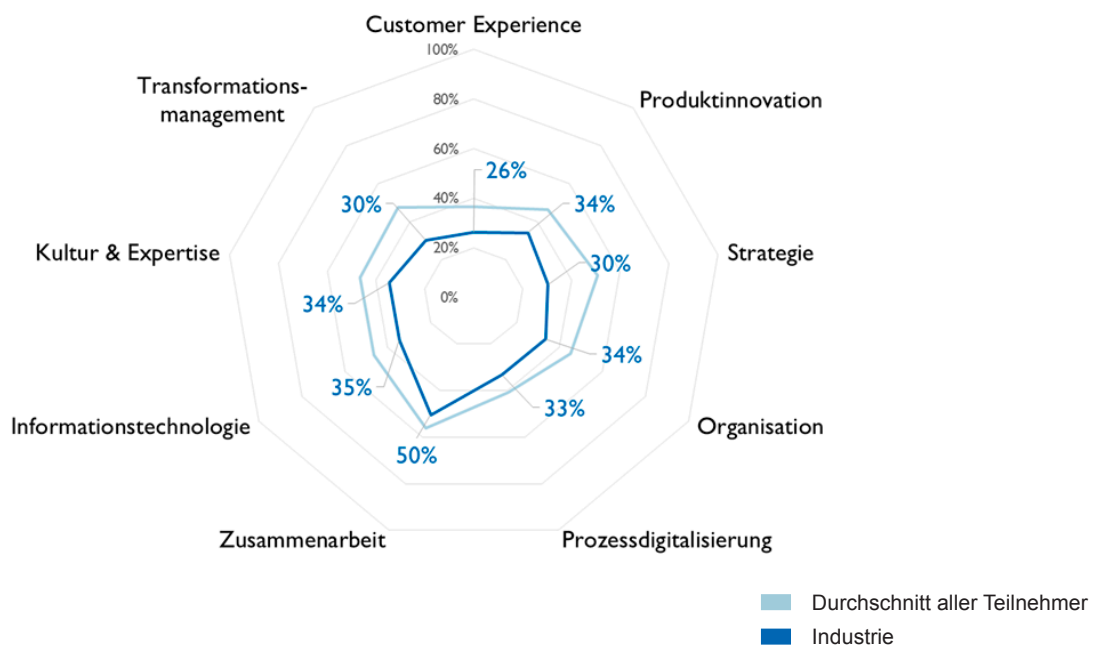 Customer Experience
100%
Transformations-
management
80%
Produktinnovation
60%
26%
40%
30%
34%
20%
Kultur & Expertise
Strategie
30%
0%
34%
34%
35%
33%
Informationstechnologie
Organisation
50%
Zusammenarbeit
Prozessdigitalisierung
Durchschnitt aller Teilnehmer
Industrie